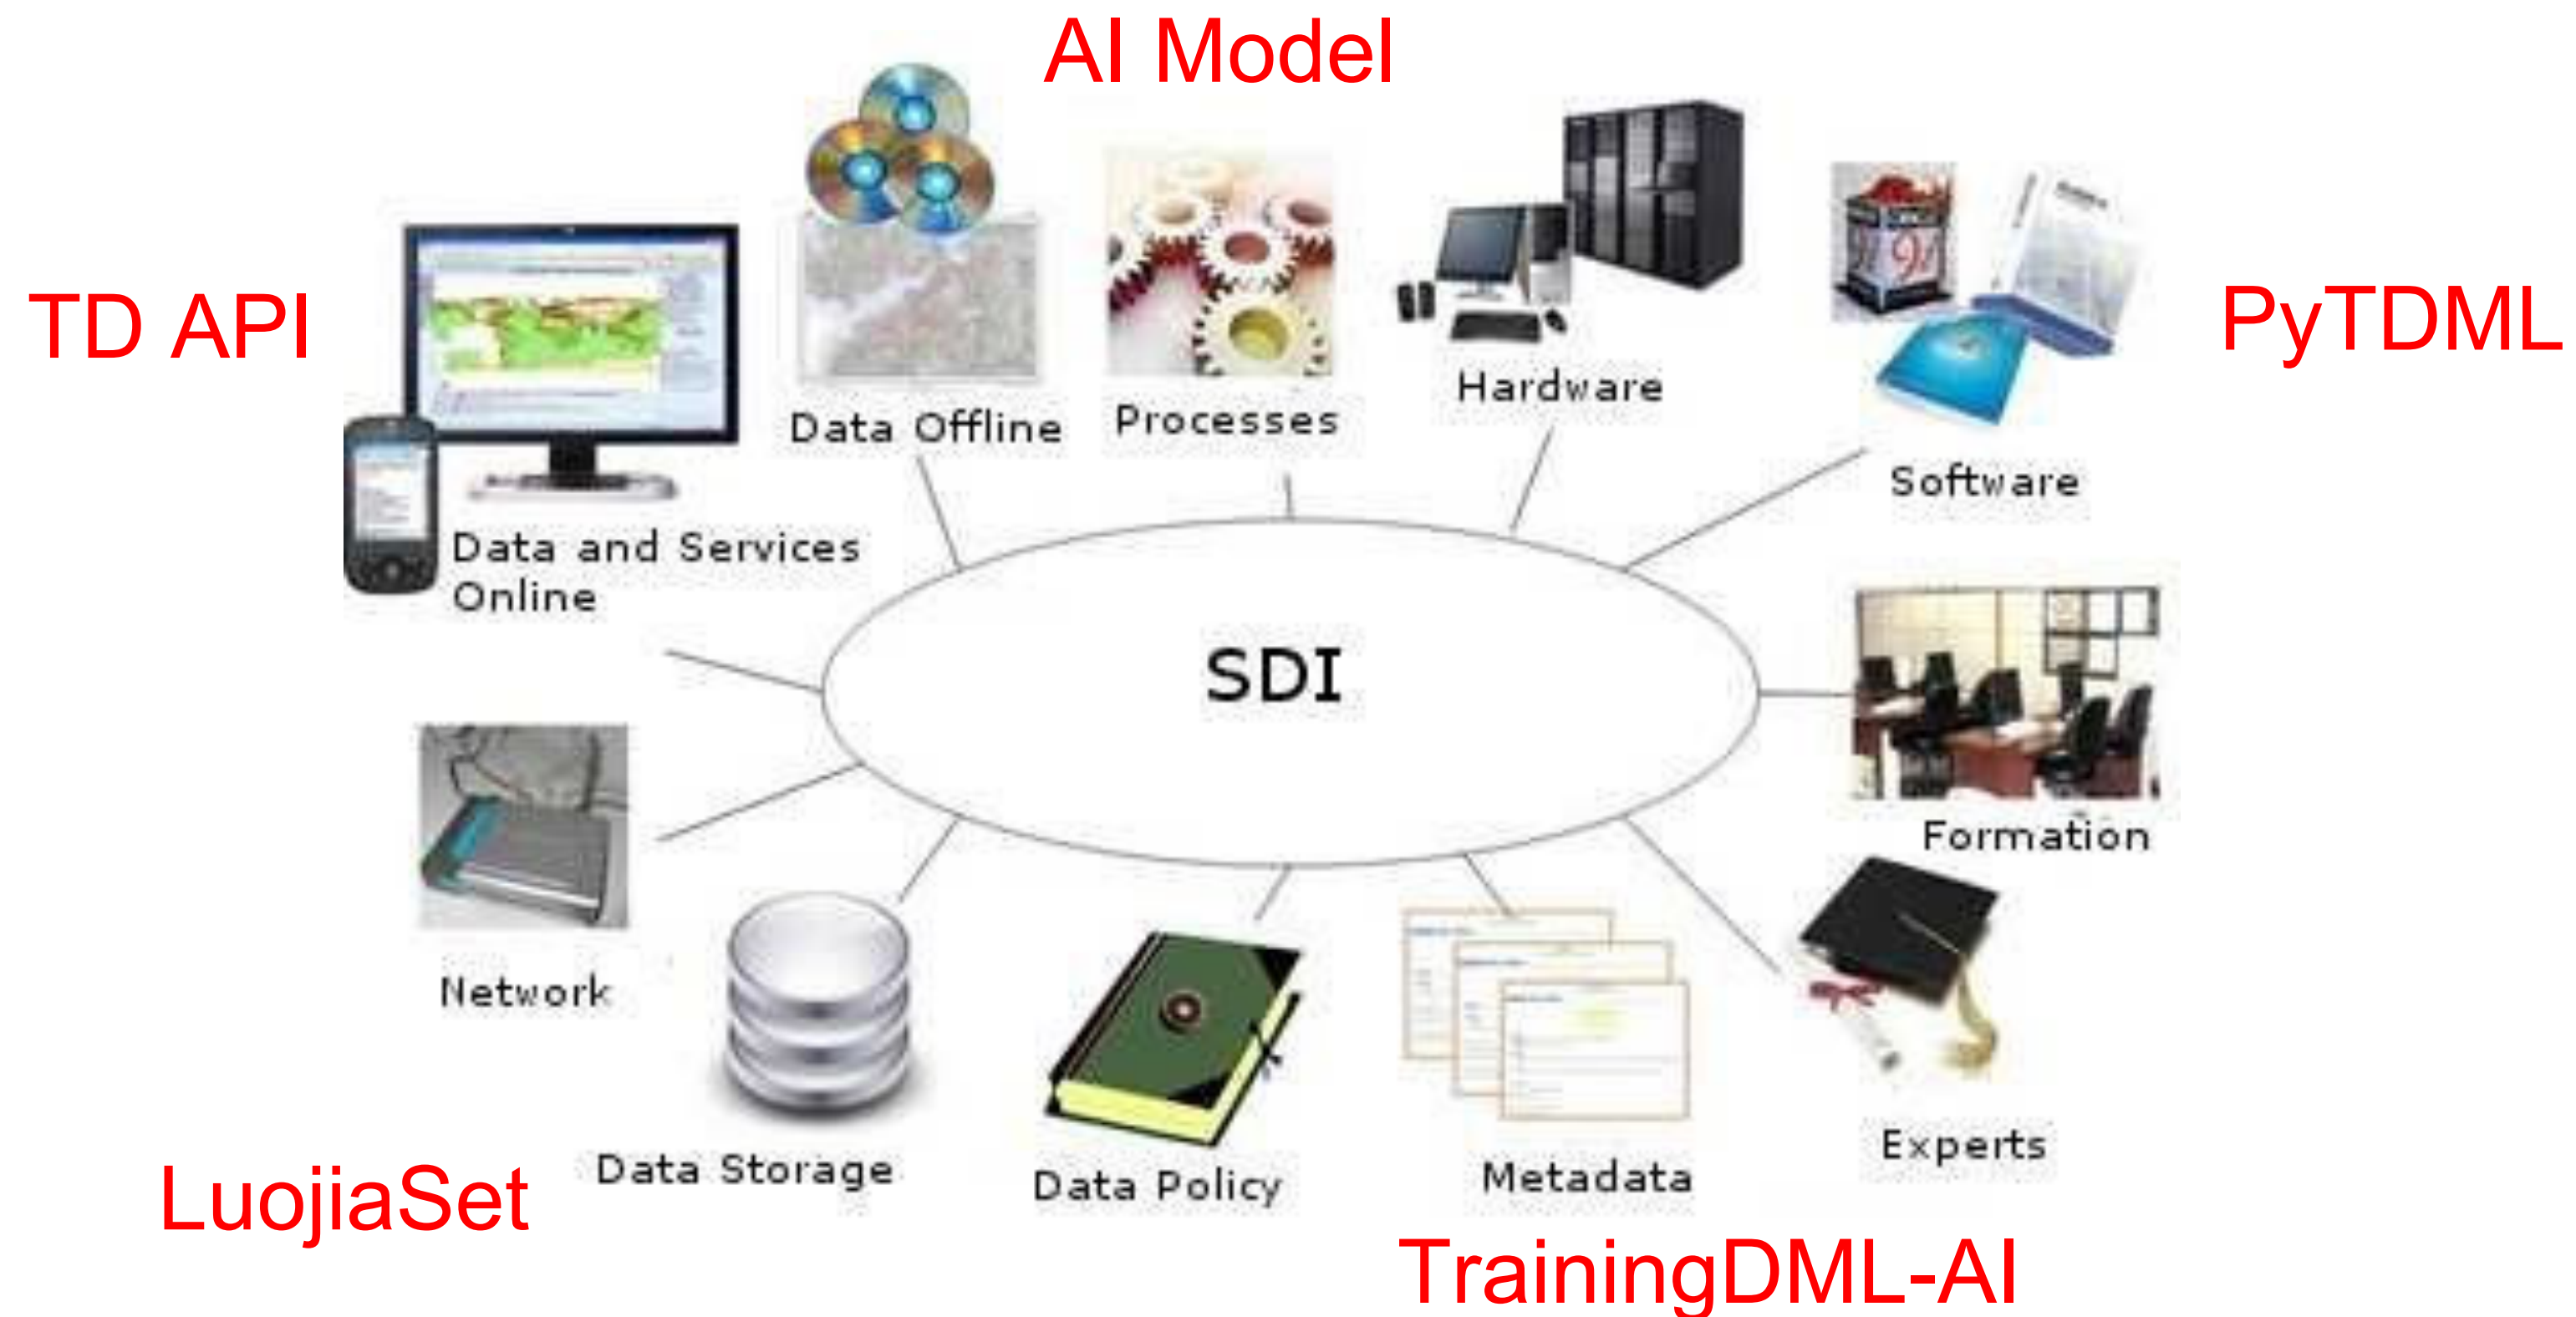 AI Model
TD API
PyTDML
Hardware
Data Offline
Processes
Software
Data and Services
Online
SDI
Formation
Network
Experts
Data Storage
Data Policy
Metadata
LuojiaSet
TrainingDML-AI